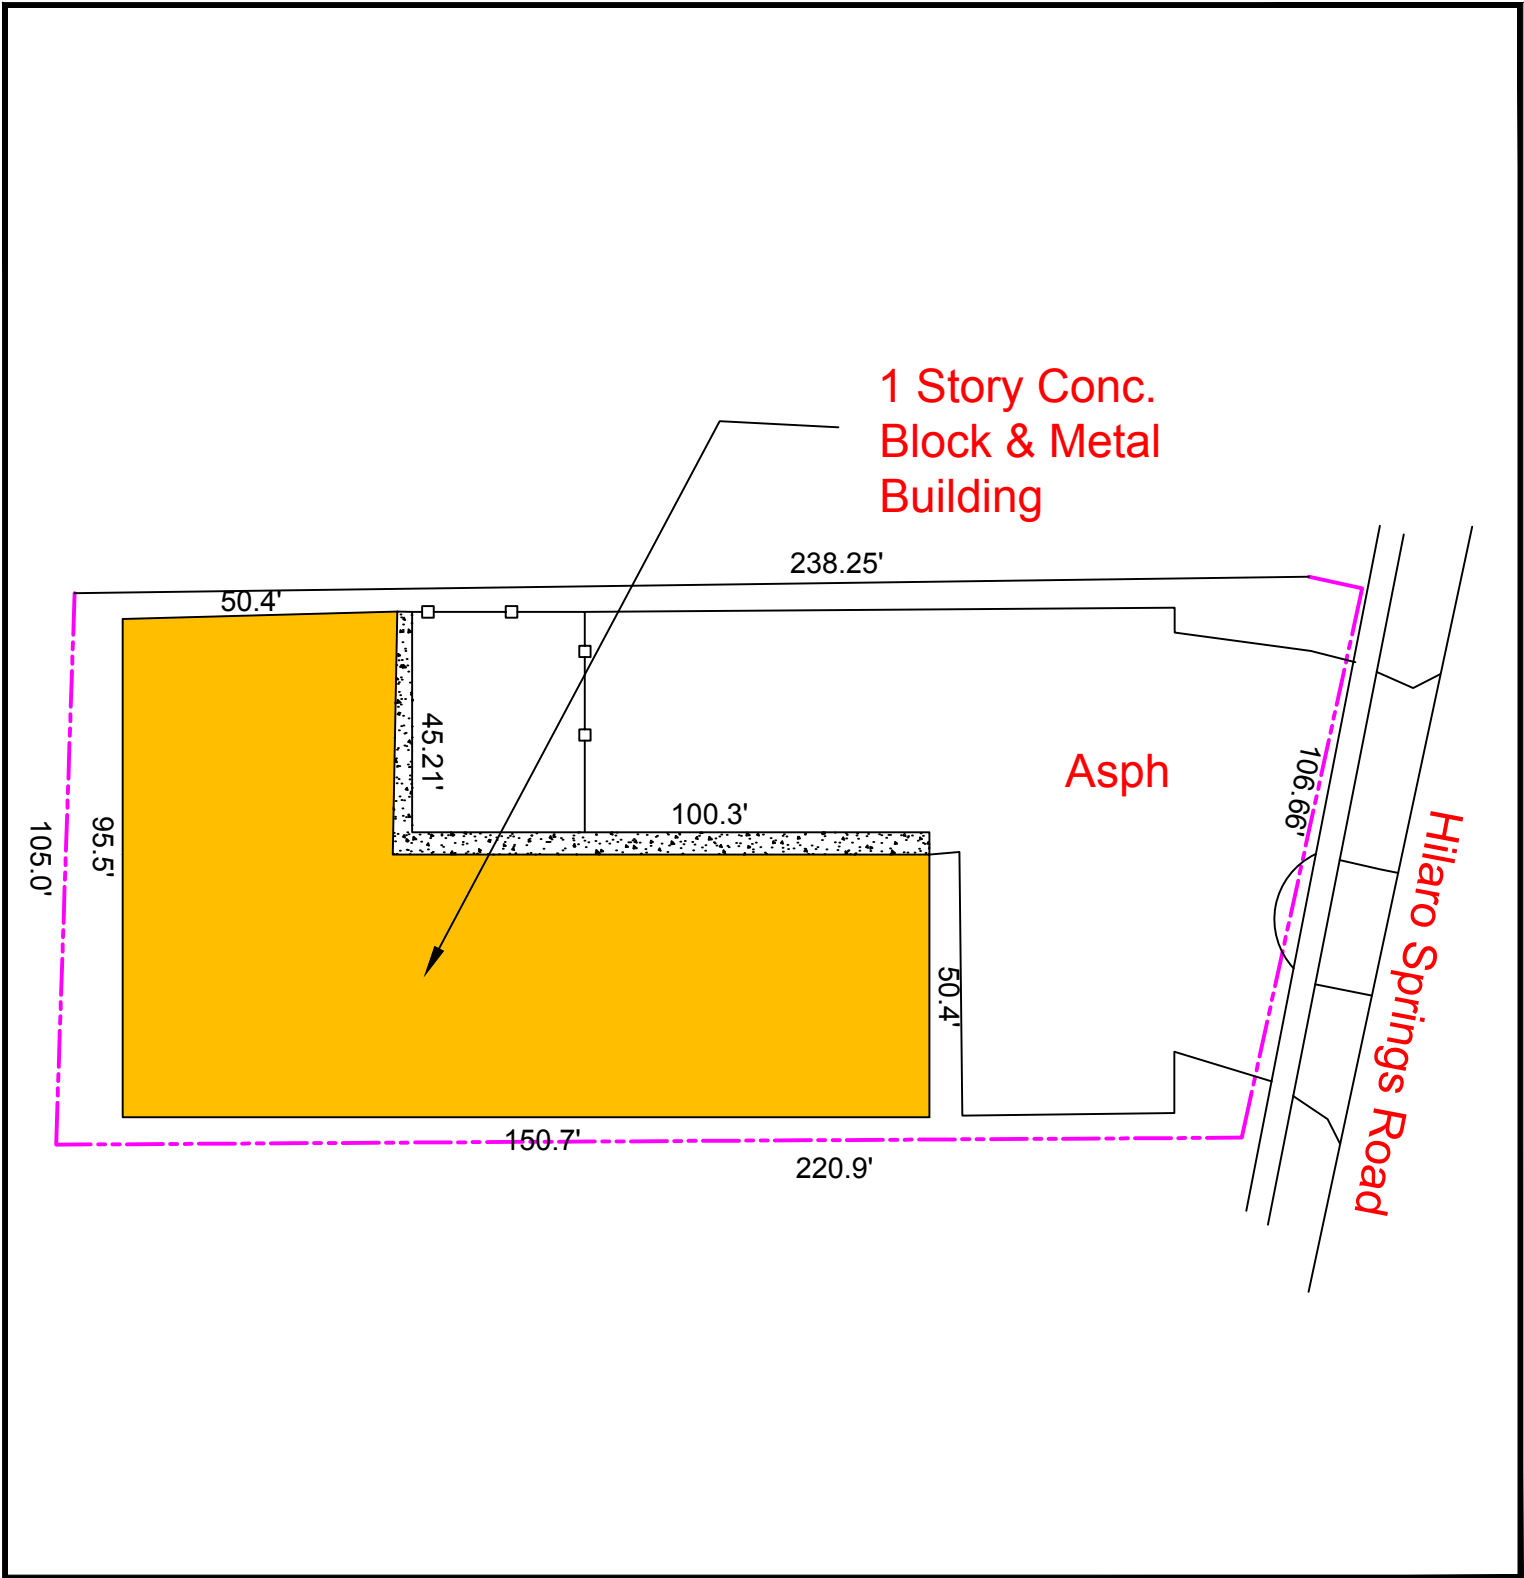 1 Story Conc.
Block & Metal
Building
238.25'
50.4'
45.21'
100.3'
Asph
106.66'
95.5'
105.0'
50.4'
Hilaro Springs Road
150.7'
220.9'